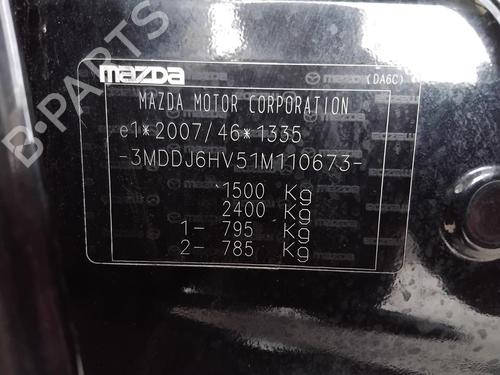 B-PARTS
mazda
mazda (DA6C)
MAZDA MOTOR CORPORATION
e1*2007/46*1335
-3MDDJ6HV51M110673-
1500 Kg
2400 Kg
1- 795 Kg
2- 785 Kg